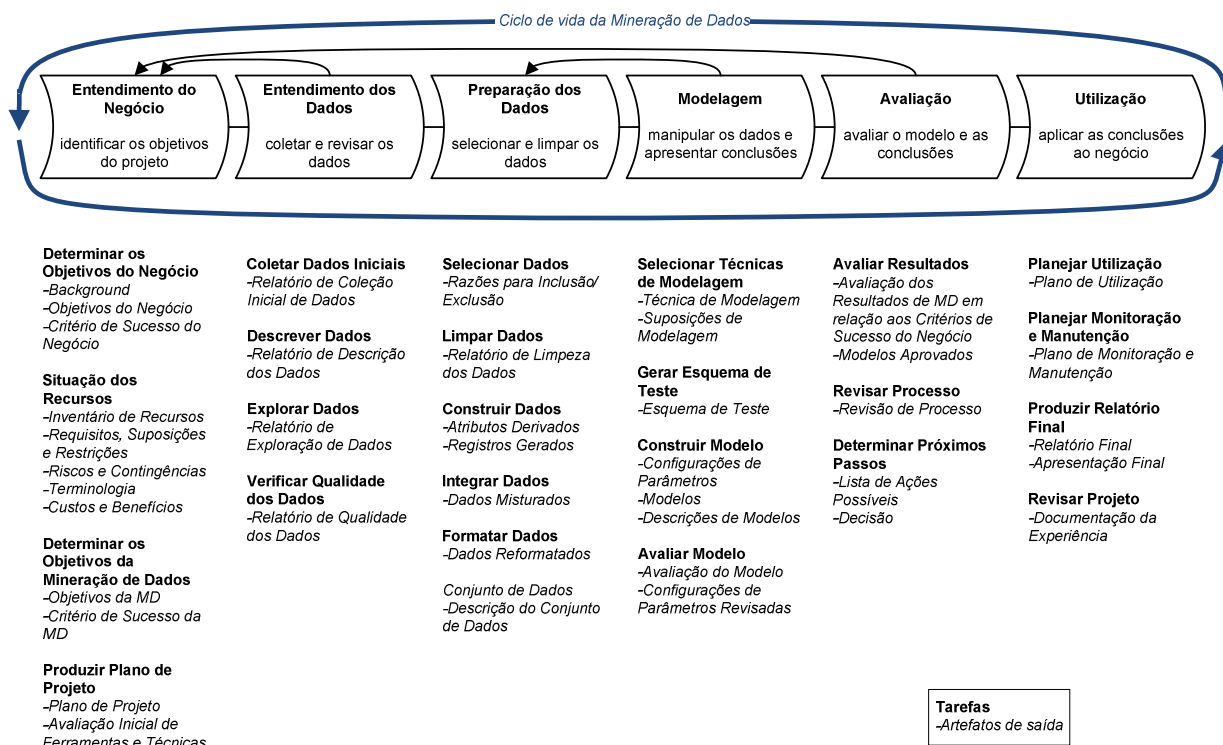 Ciclo de vida da Mineração de Dados
Entendimento do
Negócio
identificar os objetivos
do projeto
Entendimento dos
Dados
coletar e revisar os
dados
Preparação dos
Dados
selecionar e limpar os
dados
Modelagem
manipular os dados e
apresentar conclusões
Avaliação
avaliar o modelo e as
conclusões
Utilização
aplicar as conclusões
ao negócio
Determinar os
Objetivos do Negócio
-Background
-Objetivos do Negócio
-Critério de Sucesso do
Negócio
Situação dos
Recursos
-Inventário de Recursos
-Requisitos, Suposições
e Restrições
-Riscos e Contingências
-Terminologia
-Custos e Benefícios
Determinar os
Objetivos da
Mineração de Dados
-Objetivos da MD
-Critério de Sucesso da
MD
Produzir Plano de
Projeto
-Plano de Projeto
-Avaliação Inicial de
Ferramentas e Técnicas
Coletar Dados Iniciais
-Relatório de Coleção
Inicial de Dados
Descrever Dados
-Relatório de Descrição
dos Dados
Explorar Dados
-Relatório de
Exploração de Dados
Verificar Qualidade
dos Dados
-Relatório de Qualidade
dos Dados
Selecionar Dados
-Razões para Inclusão/
Exclusão
Limpar Dados
-Relatório de Limpeza
dos Dados
Construir Dados
-Atributos Derivados
-Registros Gerados
Integrar Dados
-Dados Misturados
Formatar Dados
-Dados Reformatados
Conjunto de Dados
-Descrição do Conjunto
de Dados
Selecionar Técnicas
de Modelagem
-Técnica de Modelagem
-Suposições de
Modelagem
Gerar Esquema de
Teste
-Esquema de Teste
Construir Modelo
-Configurações de
Parâmetros
-Modelos
-Descrições de Modelos
Avaliar Modelo
-Avaliação do Modelo
-Configurações de
Parâmetros Revisadas
Avaliar Resultados
-Avaliação dos
Resultados de MD em
relação aos Critérios de
Sucesso do Negócio
-Modelos Aprovados
Revisar Processo
-Revisão de Processo
Determinar Próximos
Passos
-Lista de Ações
Possíveis
-Decisão
Planejar Utilização
-Plano de Utilização
Planejar Monitoração
e Manutenção
-Plano de Monitoração e
Manutenção
Produzir Relatório
Final
-Relatório Final
-Apresentação Final
Revisar Projeto
-Documentação da
Experiência
Tarefas
-Artefatos de saída